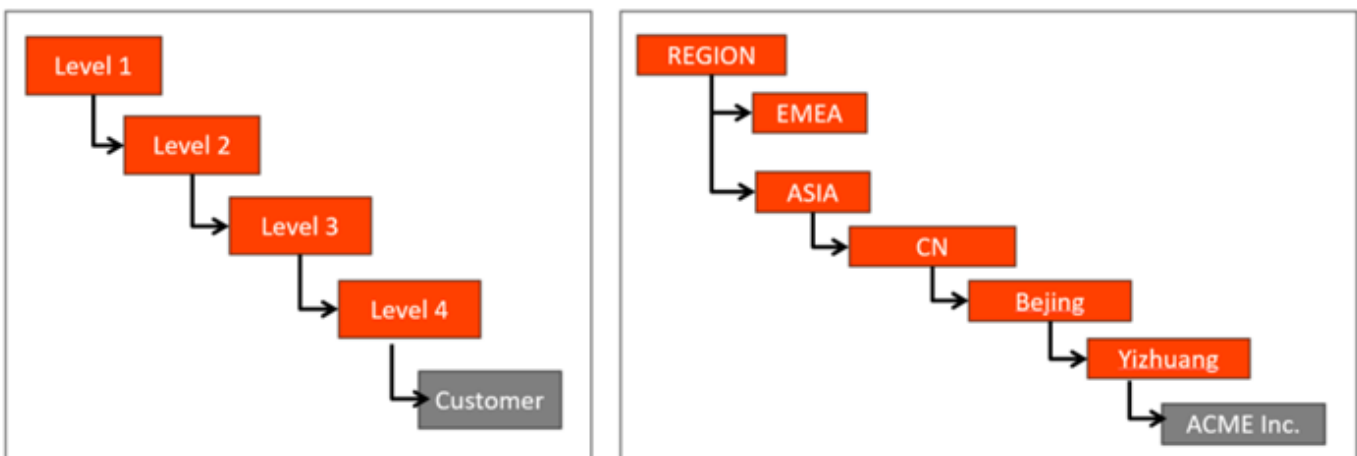 Level 1
Level 2
Level 3
Level 4
Customer
REGION
EMEA
ASIA
CN
Bejing
Yizhuang
ACME Inc.